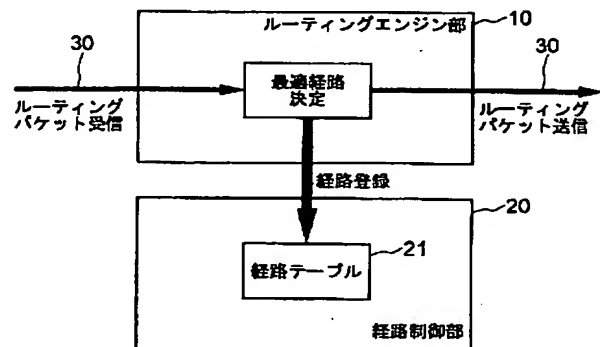 ルーティングエンジン部
10
30
30
最適経路
決定
ルーティング
パケット受信
ルーティング
パケット送信
経路登録
20
21
経路テーブル
経路制御部